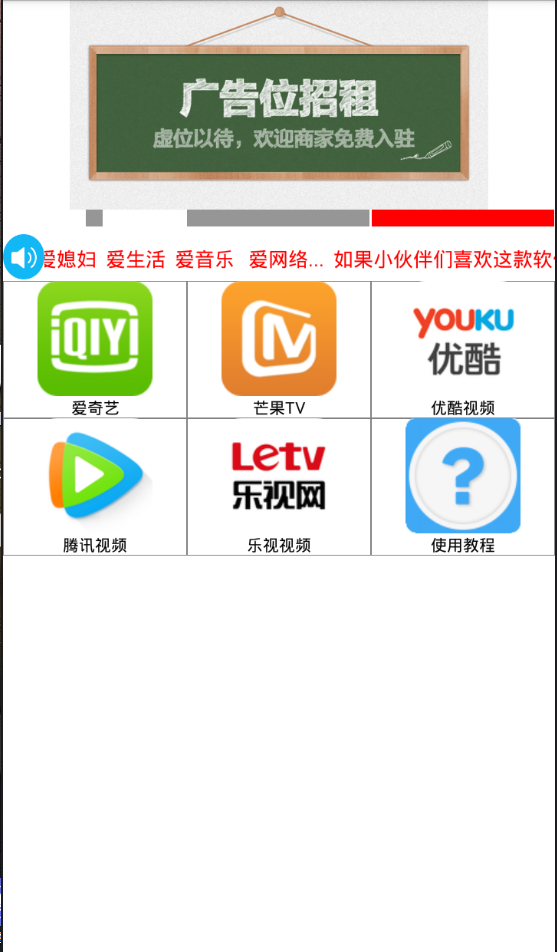 广告位招租
虚位以待，欢迎商家免费入驻
爱媳妇 爱生活 爱音乐 爱网络... 如果小伙伴们喜欢这款软
iQIYI
爱奇艺
芒果TV
YOUKU
优酷
优酷视频
腾讯视频
Letv
乐视网
乐视视频
?
使用教程